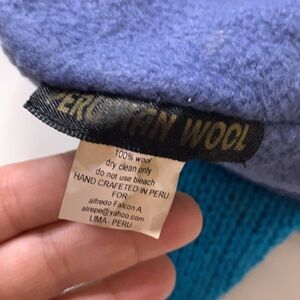 PERUVIAN WOOL
100% wool
dry clean only
do not use bleach
HAND CRAFETED IN PERU
FOR
alfredo Falcon A
alrepe@yahoo.com
LIMA - PERU